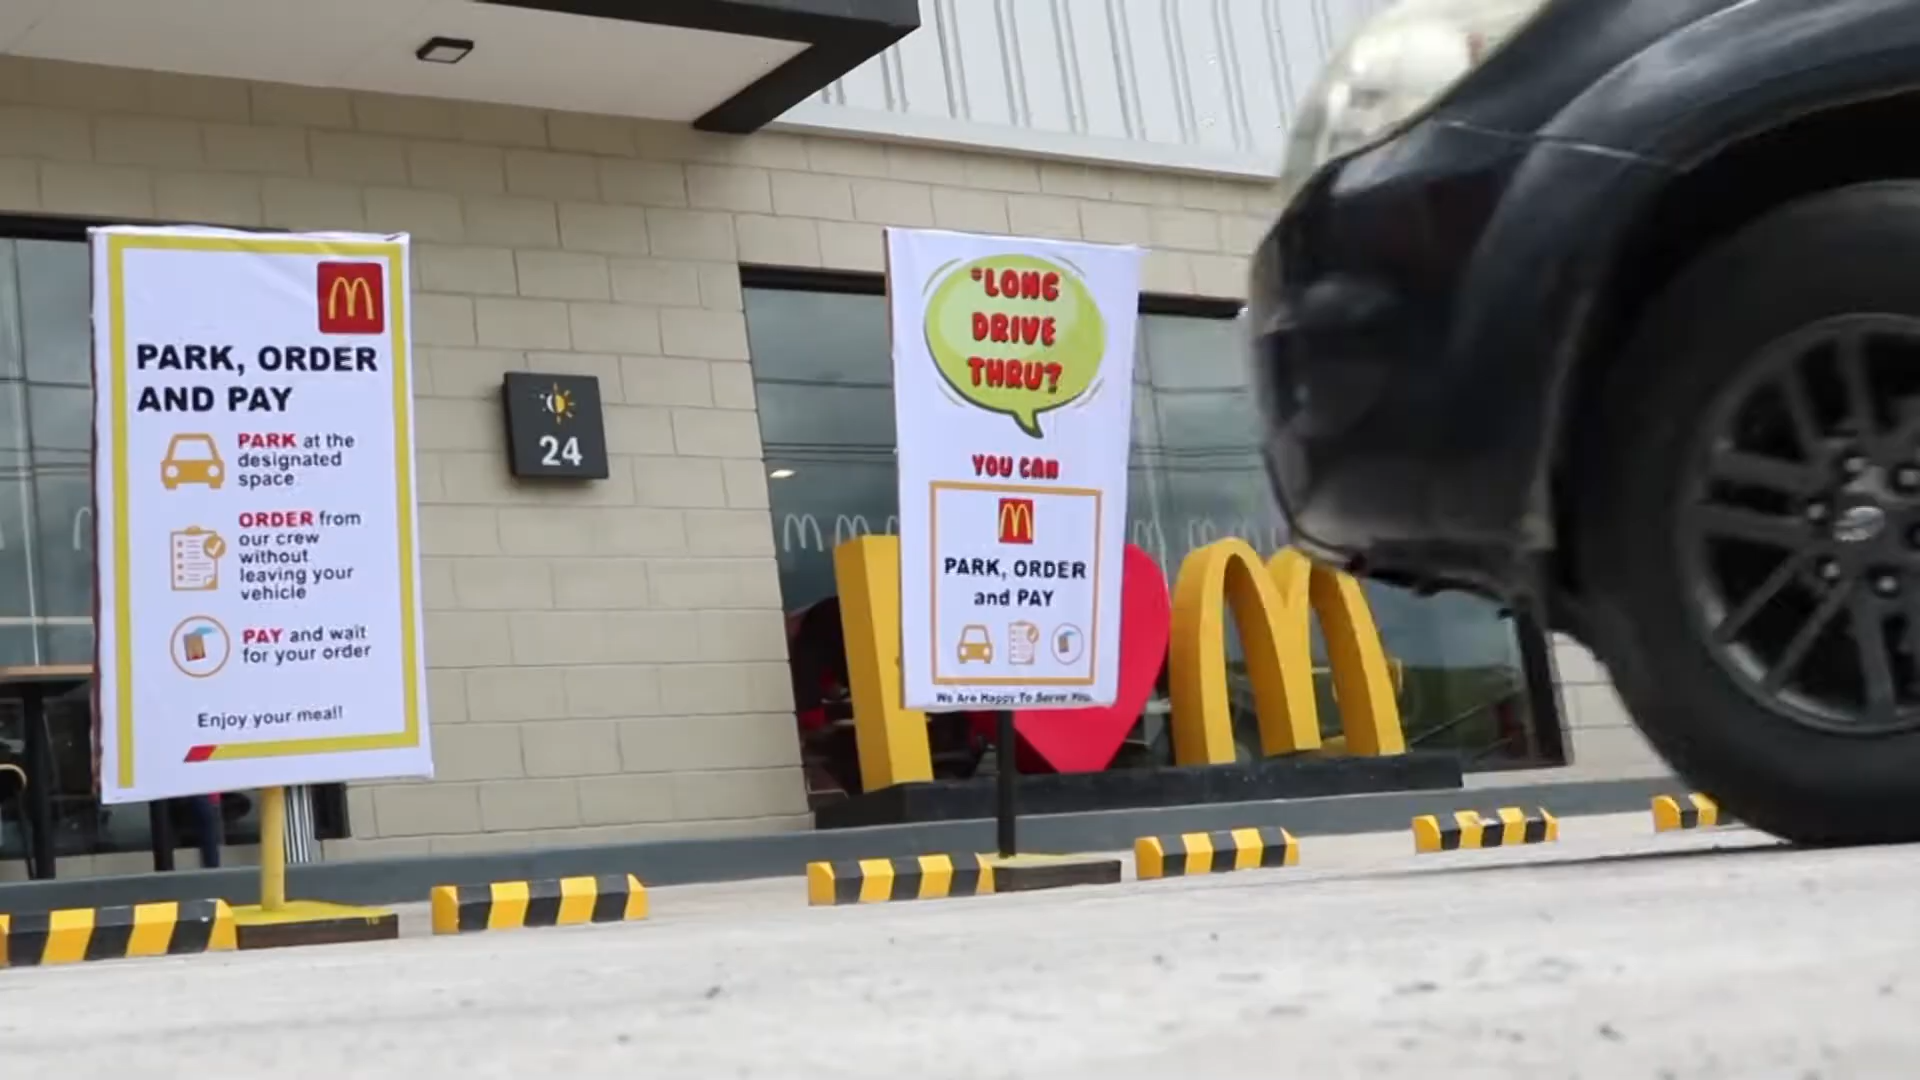 PARK, ORDER
AND PAY
PARK at the
designated
space
ORDER from
our crew
without
leaving your
vehicle
PAY and wait
for your order
Enjoy your meal!
24
"LONG
DRIVE
THRU?
YOU CAN
PARK, ORDER
and PAY
We Are Happy To Serve You